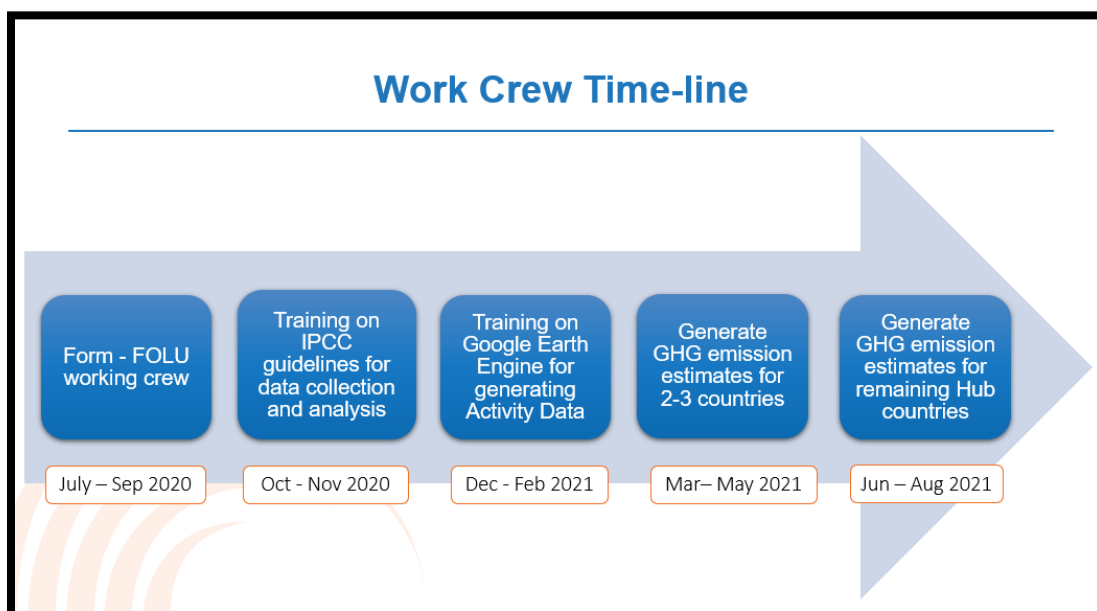 Work Crew Time-line
Form - FOLU
working crew
July – Sep 2020
Training on
IPCC
guidelines for
data collection
and analysis
Oct - Nov 2020
Training on
Google Earth
Engine for
generating
Activity Data
Dec - Feb 2021
Generate
GHG emission
estimates for
2-3 countries
Mar– May 2021
Generate
GHG emission
estimates for
remaining Hub
countries
Jun – Aug 2021